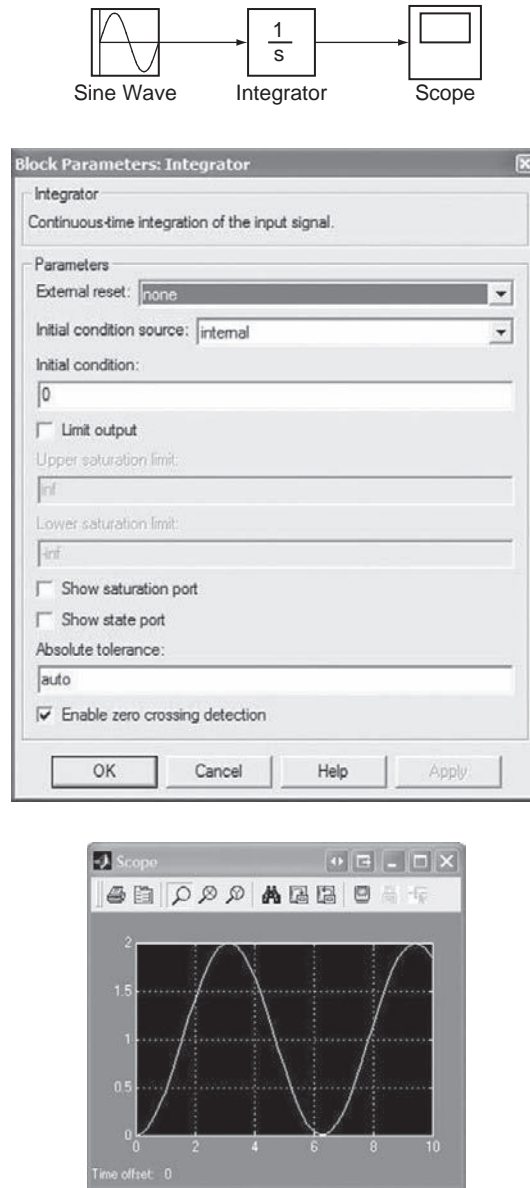 1
s
Sine Wave Integrator Scope
Block Parameters: Integrator
Integrator
Continuous-time integration of the input signal.
Parameters
External reset: none
Initial condition source: internal
Initial condition:
0
Limit output
Upper saturation limit:
inf
Lower saturation limit:
-inf
Show saturation port
Show state port
Absolute tolerance:
auto
Enable zero crossing detection
OK Cancel Help Apply
Scope
2
1.5
1
0.5
0
0 2 4 6 8 10
Time offset: 0